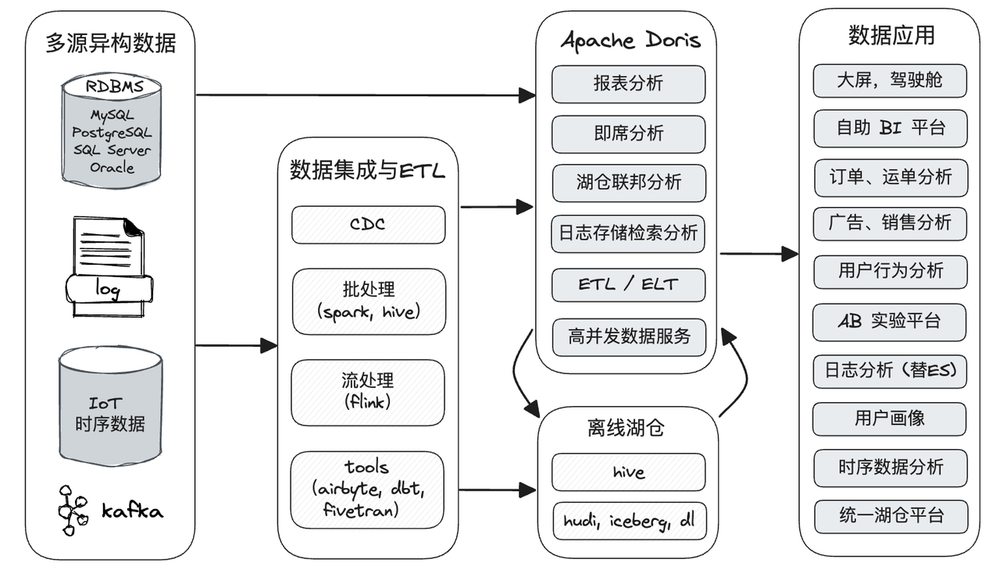 多源异构数据
RDBMS
MySQL
PostgreSQL
SQL Server
Oracle
log
IoT
时序数据
kafka
数据集成与ETL
CDC
批处理
(spark, hive)
流处理
(flink)
tools
(airbyte, dbt,
fivetran)
Apache Doris
报表分析
即席分析
湖仓联邦分析
日志存储检索分析
ETL / ELT
高并发数据服务
离线湖仓
hive
hudi, iceberg, dl
数据应用
大屏，驾驶舱
自助 BI 平台
订单、运单分析
广告、销售分析
用户行为分析
AB 实验平台
日志分析（替ES）
用户画像
时序数据分析
统一湖仓平台